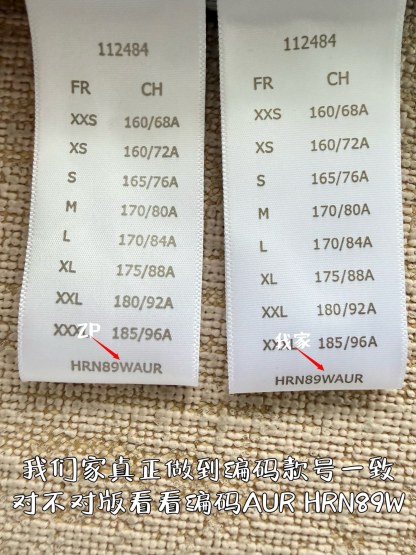 112484
FR CH
XXS 160/68A
XS 160/72A
S 165/76A
M 170/80A
L 170/84A
XL 175/88A
XXL 180/92A
185/96A
ZP
HRN89WAUR
112484
FR CH
XXS 160/68A
XS 160/72A
S 165/76A
M 170/80A
L 170/84A
XL 175/88A
XXL 180/92A
185/96A
我家
HRN89WAUR
我们家真正做到编码款号一致
对不对版看看编码AUR HRN89W